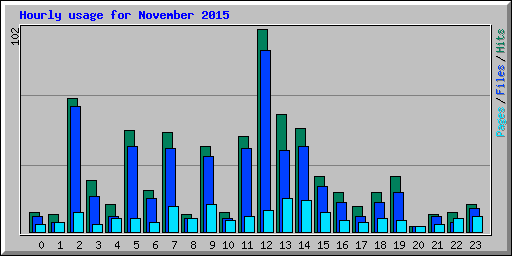 Hourly usage for November 2015
102
Pages/Files/Hits
0 1 2 3 4 5 6 7 8 9 10 11 12 13 14 15 16 17 18 19 20 21 22 23